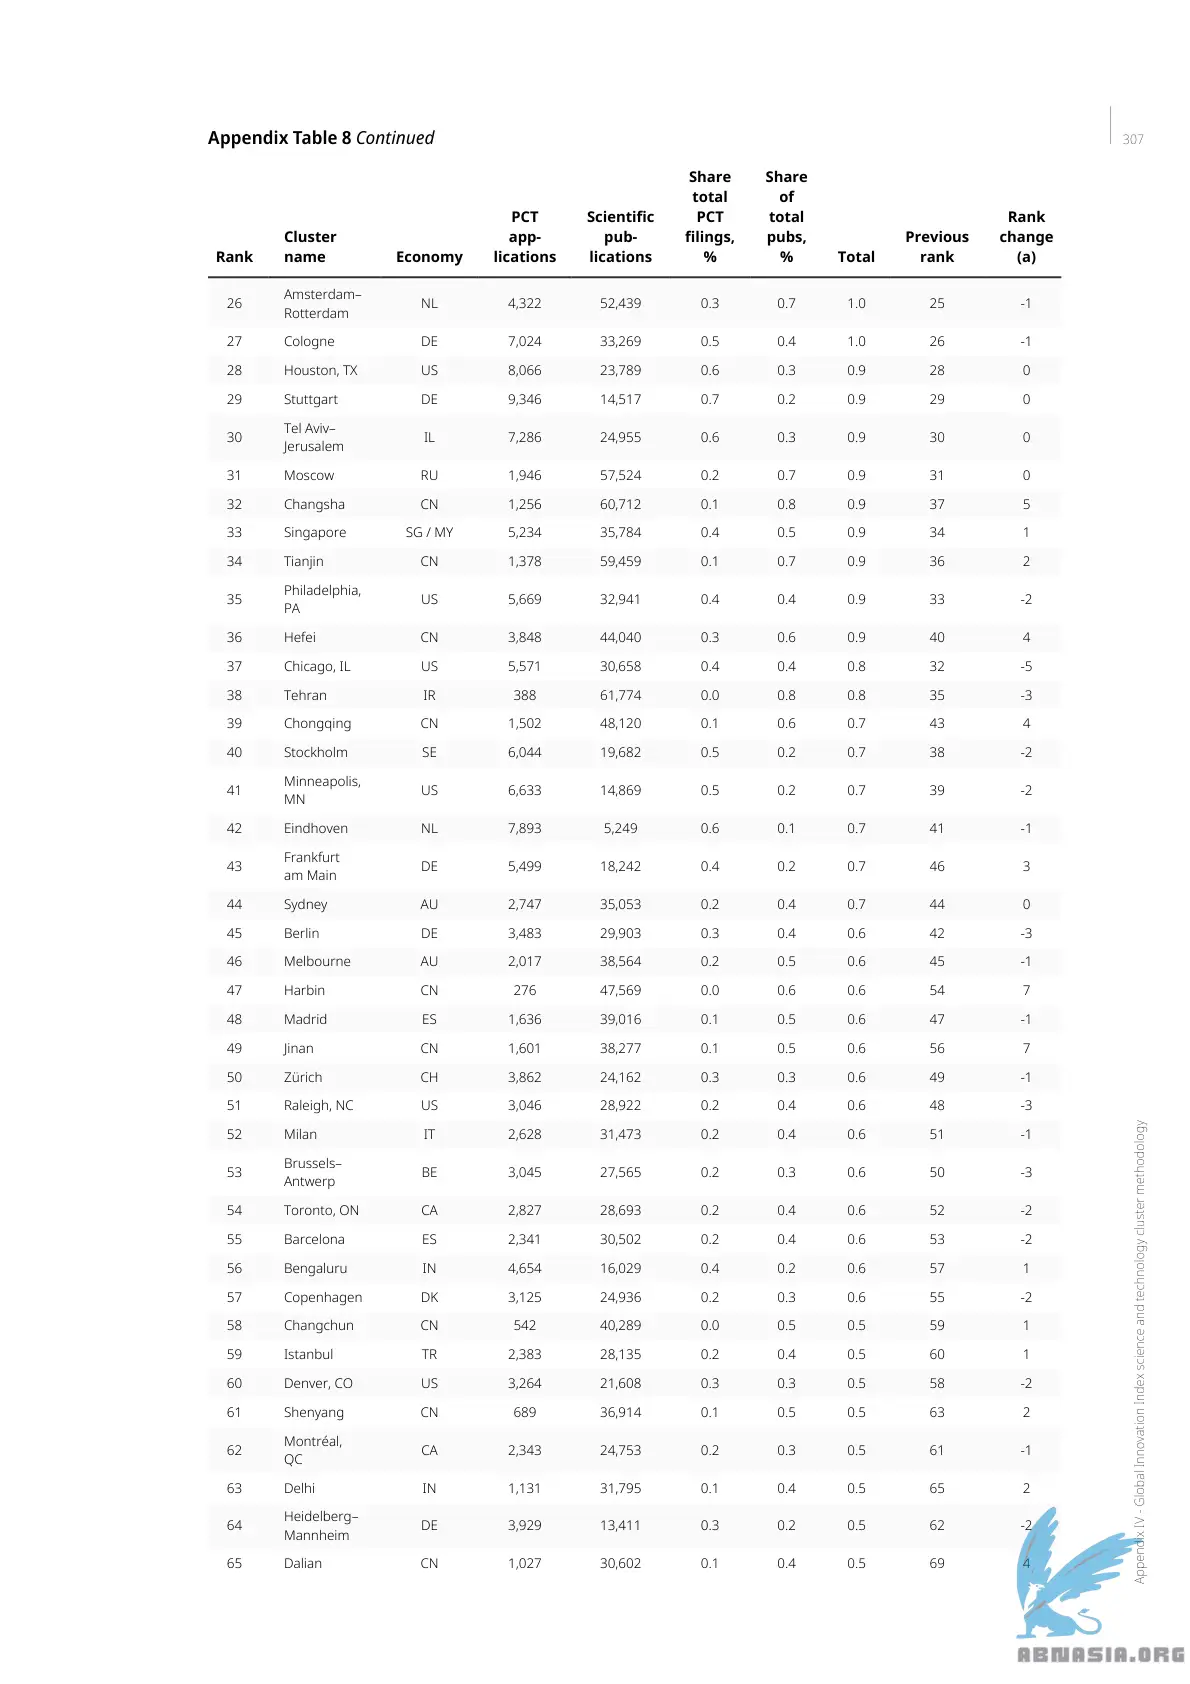 Appendix Table 8 Continued
307
Rank Cluster name Economy PCT app-lications Scientific pub-lications Share total PCT filings, % Share of total pubs, % Total Previous rank Rank change (a)
26 Amsterdam–Rotterdam NL 4,322 52,439 0.3 0.7 1.0 25 -1
27 Cologne DE 7,024 33,269 0.5 0.4 1.0 26 -1
28 Houston, TX US 8,066 23,789 0.6 0.3 0.9 28 0
29 Stuttgart DE 9,346 14,517 0.7 0.2 0.9 29 0
30 Tel Aviv–Jerusalem IL 7,286 24,955 0.6 0.3 0.9 30 0
31 Moscow RU 1,946 57,524 0.2 0.7 0.9 31 0
32 Changsha CN 1,256 60,712 0.1 0.8 0.9 37 5
33 Singapore SG / MY 5,234 35,784 0.4 0.5 0.9 34 1
34 Tianjin CN 1,378 59,459 0.1 0.7 0.9 36 2
35 Philadelphia, PA US 5,669 32,941 0.4 0.4 0.9 33 -2
36 Hefei CN 3,848 44,040 0.3 0.6 0.9 40 4
37 Chicago, IL US 5,571 30,658 0.4 0.4 0.8 32 -5
38 Tehran IR 388 61,774 0.0 0.8 0.8 35 -3
39 Chongqing CN 1,502 48,120 0.1 0.6 0.7 43 4
40 Stockholm SE 6,044 19,682 0.5 0.2 0.7 38 -2
41 Minneapolis, MN US 6,633 14,869 0.5 0.2 0.7 39 -2
42 Eindhoven NL 7,893 5,249 0.6 0.1 0.7 41 -1
43 Frankfurt am Main DE 5,499 18,242 0.4 0.2 0.7 46 3
44 Sydney AU 2,747 35,053 0.2 0.4 0.7 44 0
45 Berlin DE 3,483 29,903 0.3 0.4 0.6 42 -3
46 Melbourne AU 2,017 38,564 0.2 0.5 0.6 45 -1
47 Harbin CN 276 47,569 0.0 0.6 0.6 54 7
48 Madrid ES 1,636 39,016 0.1 0.5 0.6 47 -1
49 Jinan CN 1,601 38,277 0.1 0.5 0.6 56 7
50 Zürich CH 3,862 24,162 0.3 0.3 0.6 49 -1
51 Raleigh, NC US 3,046 28,922 0.2 0.4 0.6 48 -3
52 Milan IT 2,628 31,473 0.2 0.4 0.6 51 -1
53 Brussels–Antwerp BE 3,045 27,565 0.2 0.3 0.6 50 -3
54 Toronto, ON CA 2,827 28,693 0.2 0.4 0.6 52 -2
55 Barcelona ES 2,341 30,502 0.2 0.4 0.6 53 -2
56 Bengaluru IN 4,654 16,029 0.4 0.2 0.6 57 1
57 Copenhagen DK 3,125 24,936 0.2 0.3 0.6 55 -2
58 Changchun CN 542 40,289 0.0 0.5 0.5 59 1
59 Istanbul TR 2,383 28,135 0.2 0.4 0.5 60 1
60 Denver, CO US 3,264 21,608 0.3 0.3 0.5 58 -2
61 Shenyang CN 689 36,914 0.1 0.5 0.5 63 2
62 Montréal, QC CA 2,343 24,753 0.2 0.3 0.5 61 -1
63 Delhi IN 1,131 31,795 0.1 0.4 0.5 65 2
64 Heidelberg–Mannheim DE 3,929 13,411 0.3 0.2 0.5 62 -2
65 Dalian CN 1,027 30,602 0.1 0.4 0.5 69 4
Appendix IV - Global Innovation Index science and technology cluster methodology
ABNASIA.ORG